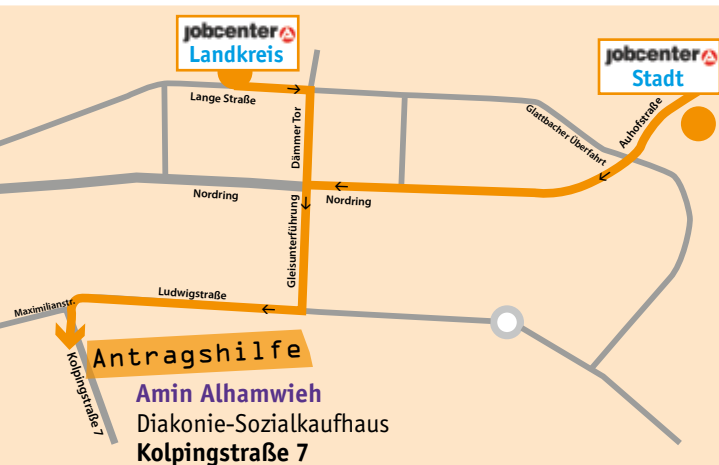 jobcenter
Landkreis
jobcenter
Stadt
Lange Straße
Dämmer Tor
Glattbacher Überfahrt
Auhofstraße
Nordring
Nordring
Gleisunterführung
Ludwigstraße
Maximilianstr.
Kolpingstraße 7
Antragshilfe
Amin Alhamwieh
Diakonie-Sozialkaufhaus
Kolpingstraße 7